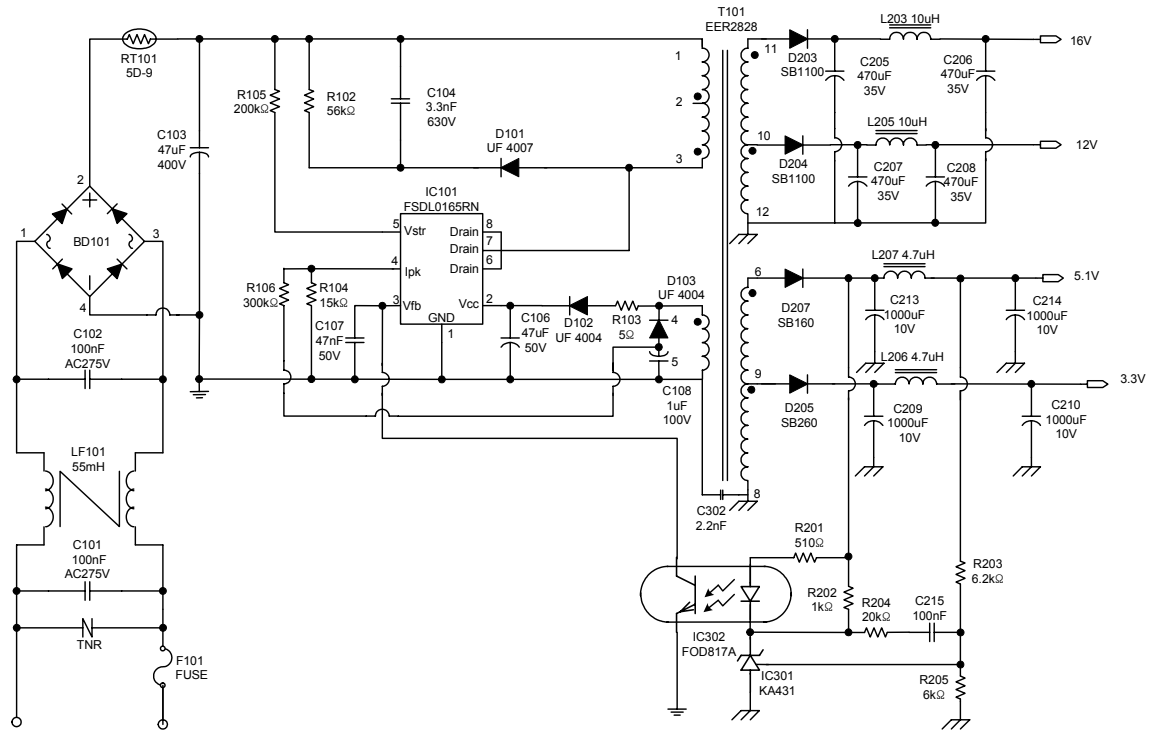 T101
EER2828
RT101
5D-9
C103
47uF
400V
R105
200kΩ
R102
56kΩ
C104
3.3nF
630V
D101
UF 4007
1
2
3
11
10
12
D203
SB1100
L203 10uH
C205
470uF
35V
C206
470uF
35V
16V
D204
SB1100
L205 10uH
C207
470uF
35V
C208
470uF
35V
12V
2
1
BD101
3
4
IC101
FSDL0165RN
5
Vstr
Drain
8
Drain
7
Drain
6
4
Ipk
3
Vfb
Vcc
2
GND
1
R106
300kΩ
R104
15kΩ
C107
47nF
50V
C106
47uF
50V
D102
UF 4004
R103
5Ω
D103
UF 4004
4
5
C108
1uF
100V
6
9
8
D207
SB160
L207 4.7uH
C213
1000uF
10V
C214
1000uF
10V
5.1V
D205
SB260
L206 4.7uH
C209
1000uF
10V
C210
1000uF
10V
3.3V
C302
2.2nF
C102
100nF
AC275V
LF101
55mH
C101
100nF
AC275V
TNR
F101
FUSE
R201
510Ω
R202
1kΩ
R204
20kΩ
C215
100nF
R203
6.2kΩ
IC302
FOD817A
IC301
KA431
R205
6kΩ